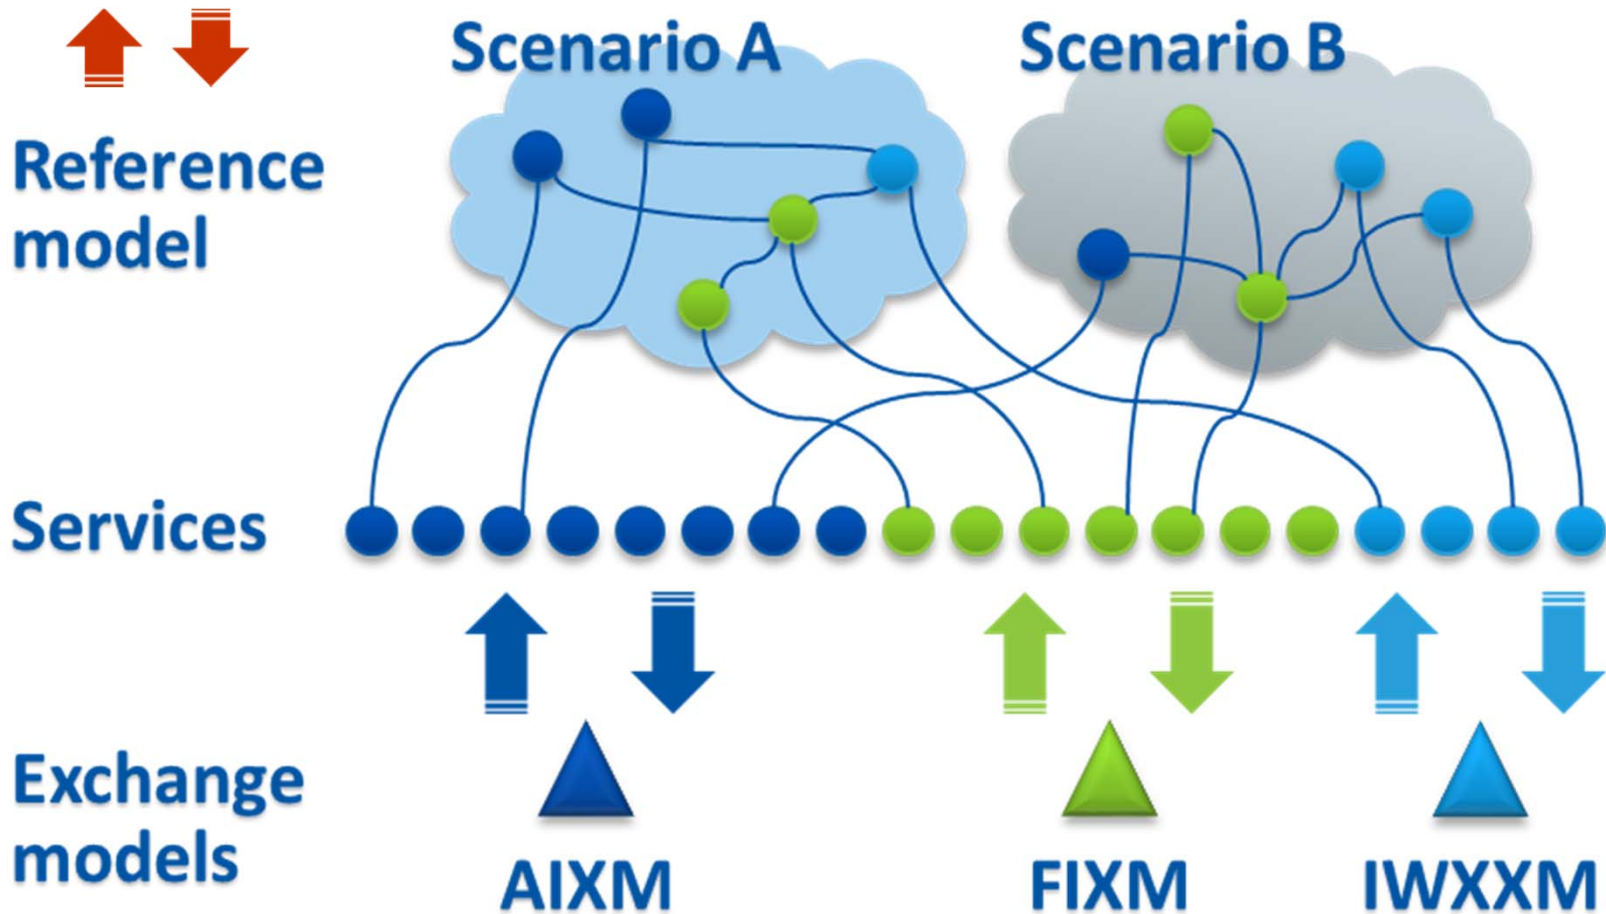 Scenario A
Scenario B
Reference
model
Services
Exchange
models
AIXM
FIXM
IWXXM